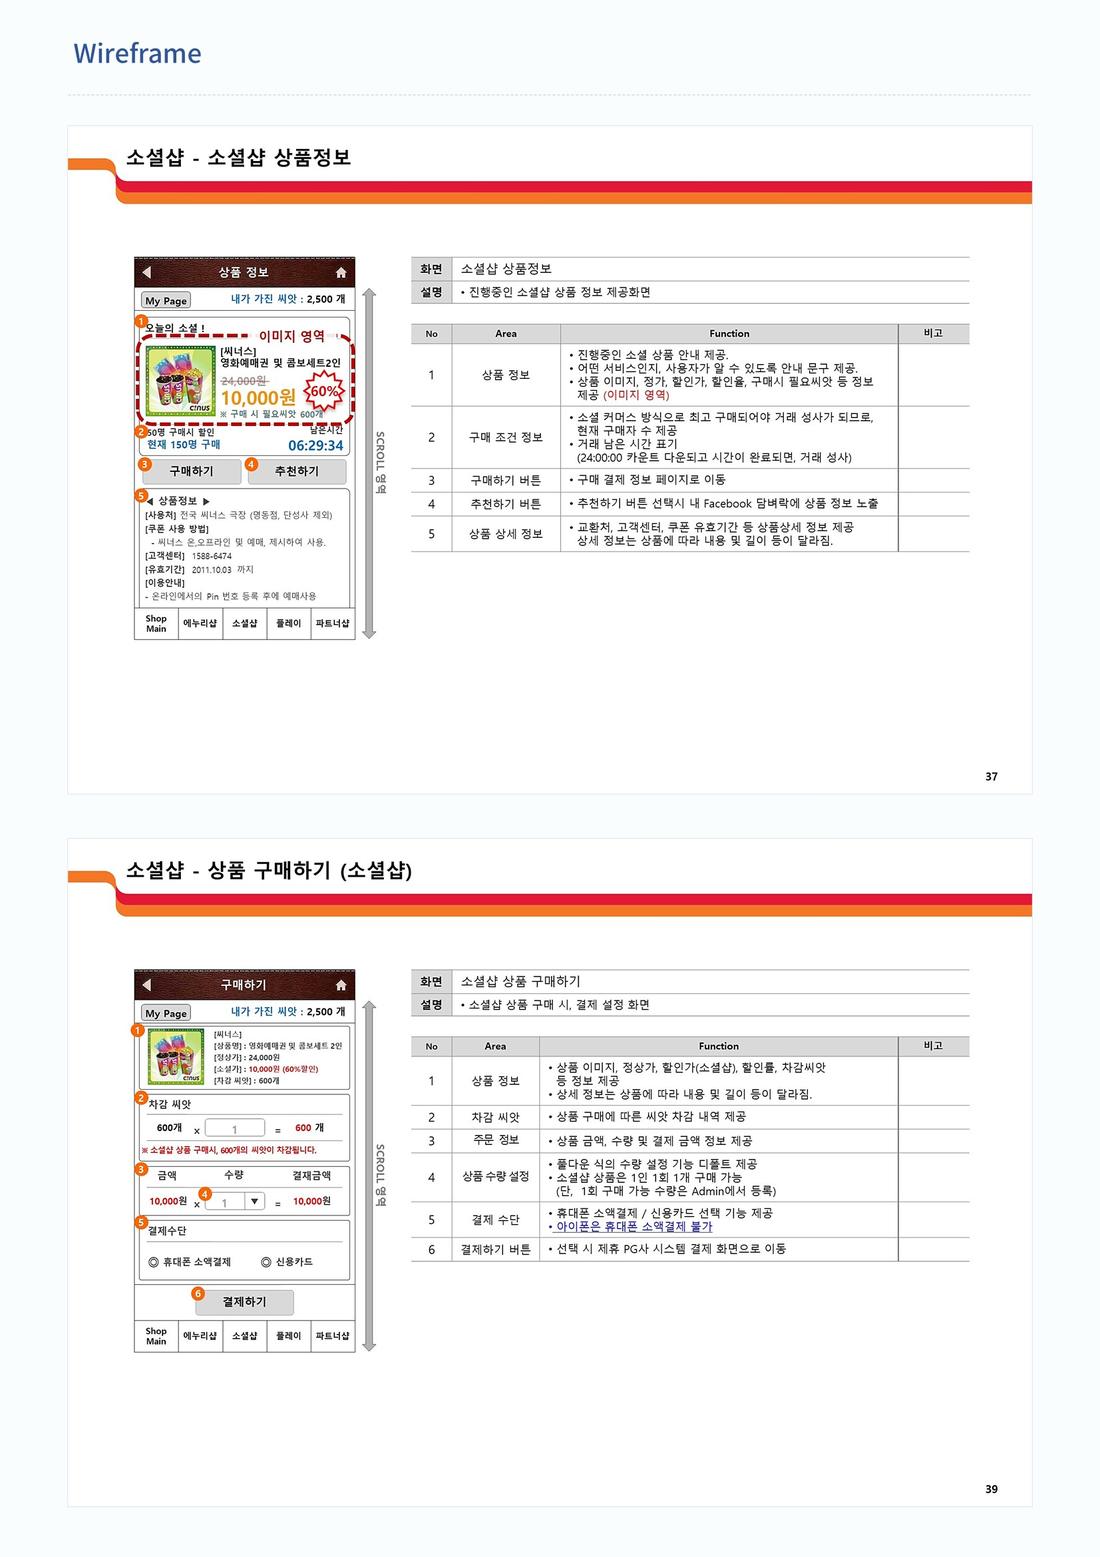 Wireframe
소셜샵 - 소셜샵 상품정보
상품 정보
My Page
내가 가진 씨앗 : 2,500 개
1
오늘의 소셜 !
이미지 영역
[씨너스]
영화예매권 및 콤보세트2인
24,000원
10,000원
60%
※ 구매 시 필요씨앗 600개
C!NUS
2
50명 구매시 할인
남은시간
현재 150명 구매
06:29:34
3
구매하기
4
추천하기
5
◀ 상품정보 ▶
[사용처] 전국 씨너스 극장 (명동점, 단성사 제외)
[쿠폰 사용 방법]
- 씨너스 온,오프라인 및 예매, 제시하여 사용.
[고객센터] 1588-6474
[유효기간] 2011.10.03 까지
[이용안내]
- 온라인에서의 Pin 번호 등록 후에 예매사용
Shop Main
에누리샵
소셜샵
플레이
파트너샵
SCROLL 영역
화면 소셜샵 상품정보
설명 • 진행중인 소셜샵 상품 정보 제공화면
No Area Function 비고
1 상품 정보
• 진행중인 소셜 상품 안내 제공.
• 어떤 서비스인지, 사용자가 알 수 있도록 안내 문구 제공.
• 상품 이미지, 정가, 할인가, 할인율, 구매시 필요씨앗 등 정보
제공 (이미지 영역)
2 구매 조건 정보
• 소셜 커머스 방식으로 최고 구매되어야 거래 성사가 되므로,
현재 구매자 수 제공
• 거래 남은 시간 표기
(24:00:00 카운트 다운되고 시간이 완료되면, 거래 성사)
3 구매하기 버튼 • 구매 결제 정보 페이지로 이동
4 추천하기 버튼 • 추천하기 버튼 선택시 내 Facebook 담벼락에 상품 정보 노출
5 상품 상세 정보
• 교환처, 고객센터, 쿠폰 유효기간 등 상품상세 정보 제공
상세 정보는 상품에 따라 내용 및 길이 등이 달라짐.
37
소셜샵 - 상품 구매하기 (소셜샵)
구매하기
My Page
내가 가진 씨앗 : 2,500 개
1
C!NUS
[씨너스]
[상품명] : 영화예매권 및 콤보세트 2인
[정상가] : 24,000원
[소셜가] : 10,000원 (60%할인)
[차감 씨앗] : 600개
2
차감 씨앗
600개 x 1 = 600 개
※ 소셜샵 상품 구매시, 600개의 씨앗이 차감됩니다.
3
금액 수량 결재금액
4
10,000원 x 1 ▼ = 10,000원
5
결제수단
◎ 휴대폰 소액결제 ◎ 신용카드
6
결제하기
Shop Main
에누리샵
소셜샵
플레이
파트너샵
SCROLL 영역
화면 소셜샵 상품 구매하기
설명 • 소셜샵 상품 구매 시, 결제 설정 화면
No Area Function 비고
1 상품 정보
• 상품 이미지, 정상가, 할인가(소셜샵), 할인률, 차감씨앗
등 정보 제공
• 상세 정보는 상품에 따라 내용 및 길이 등이 달라짐.
2 차감 씨앗 • 상품 구매에 따른 씨앗 차감 내역 제공
3 주문 정보 • 상품 금액, 수량 및 결제 금액 정보 제공
4 상품 수량 설정
• 풀다운 식의 수량 설정 기능 디폴트 제공
• 소셜샵 상품은 1인 1회 1개 구매 가능
(단, 1회 구매 가능 수량은 Admin에서 등록)
5 결제 수단
• 휴대폰 소액결제 / 신용카드 선택 기능 제공
• 아이폰은 휴대폰 소액결제 불가
6 결제하기 버튼 • 선택 시 제휴 PG사 시스템 결제 화면으로 이동
39